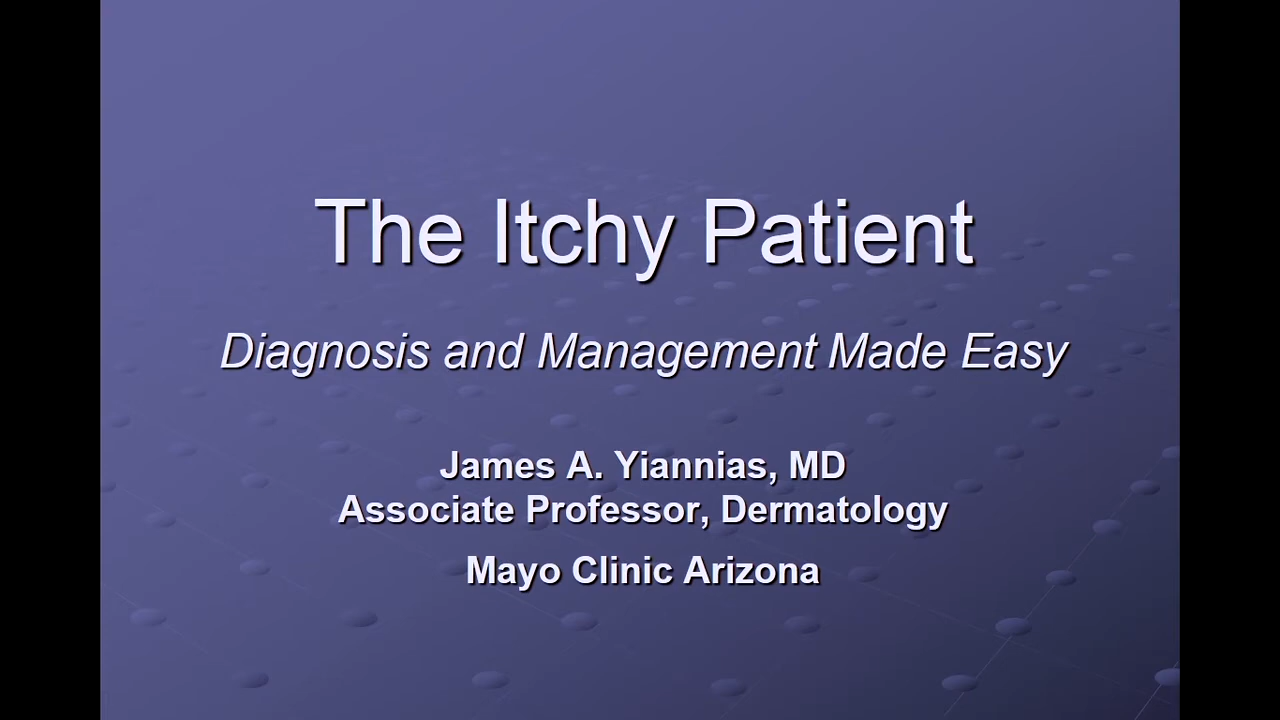 The Itchy Patient
Diagnosis and Management Made Easy
James A. Yiannias, MD
Associate Professor, Dermatology
Mayo Clinic Arizona